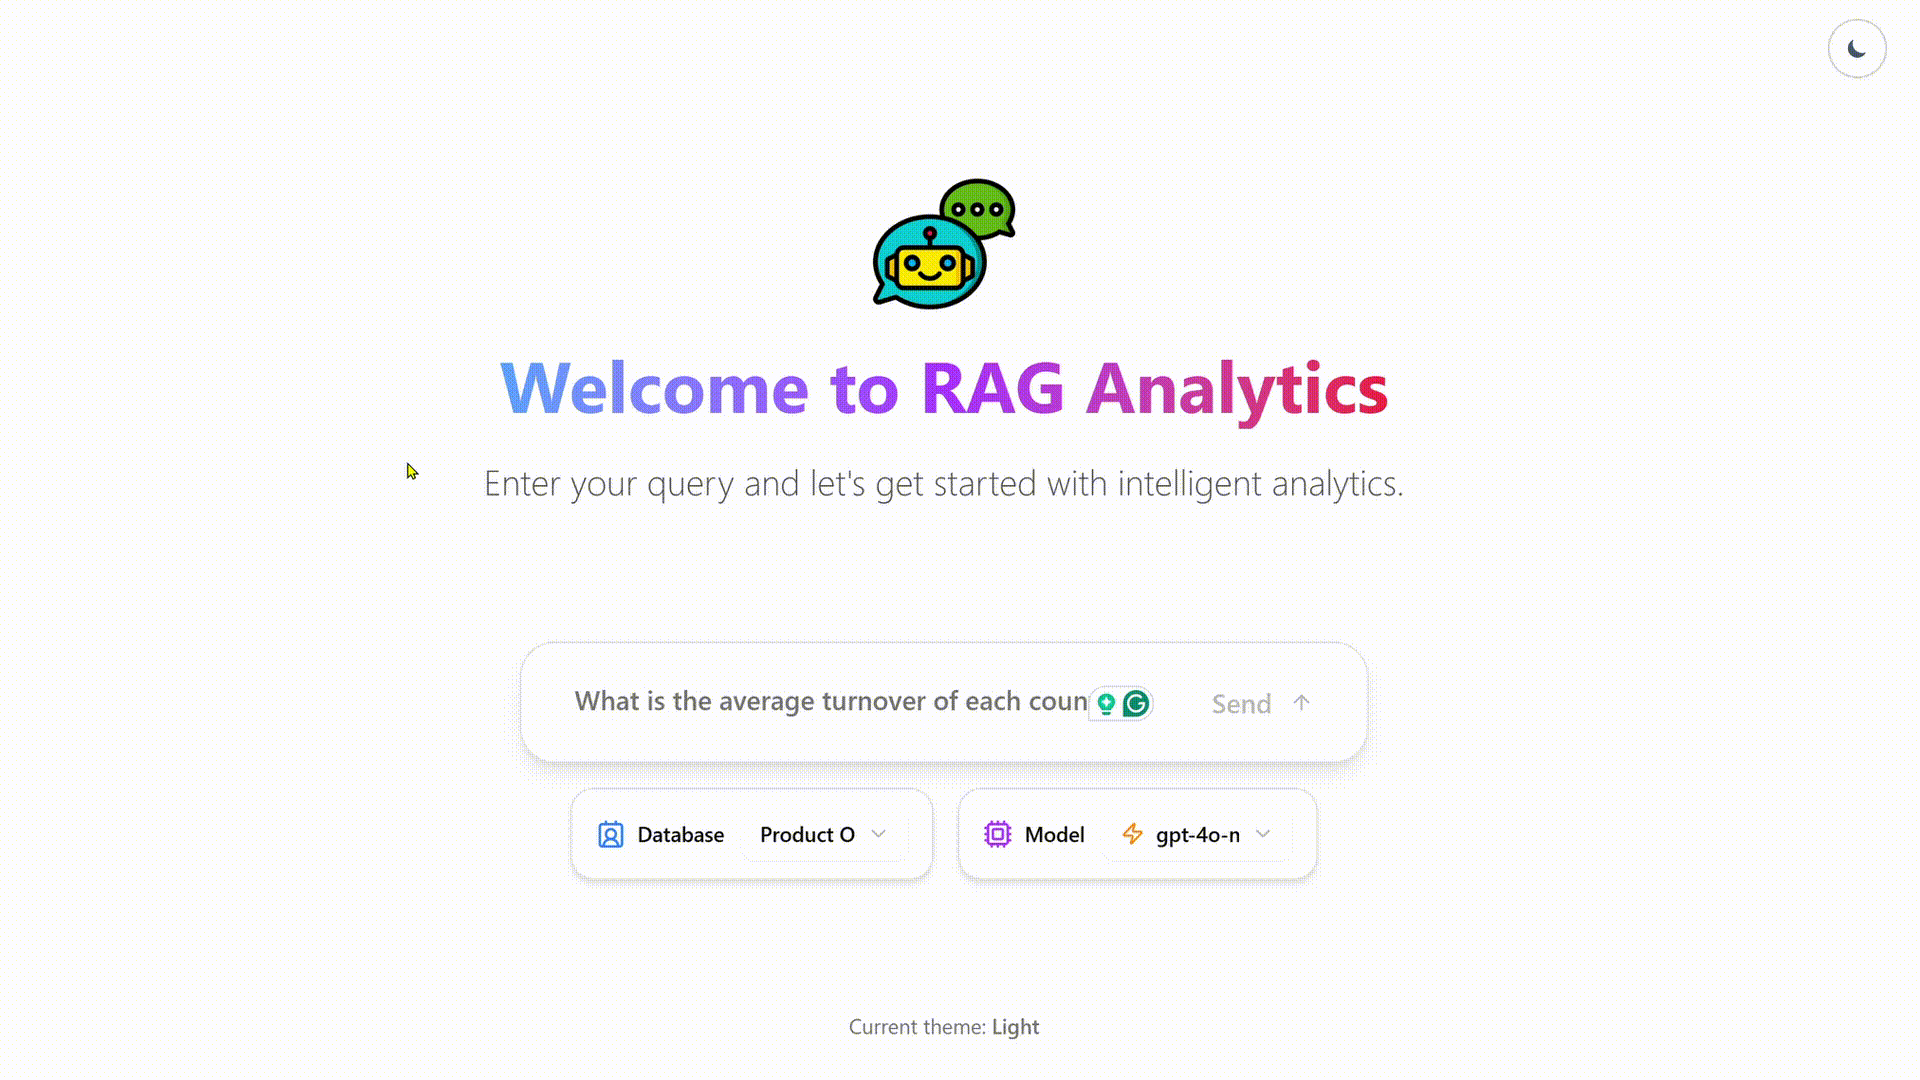 Welcome to RAG Analytics
Enter your query and let's get started with intelligent analytics.
What is the average turnover of each coun
Send
Database Product O
Model gpt-4o-n
Current theme: Light